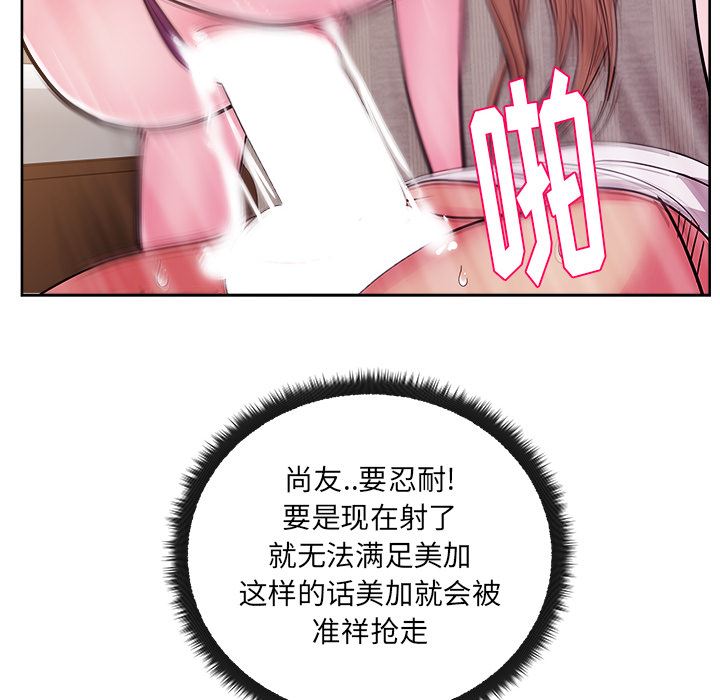 啪
尚友..要忍耐!
要是现在射了
就无法满足美加
这样的话美加就会被
准祥抢走